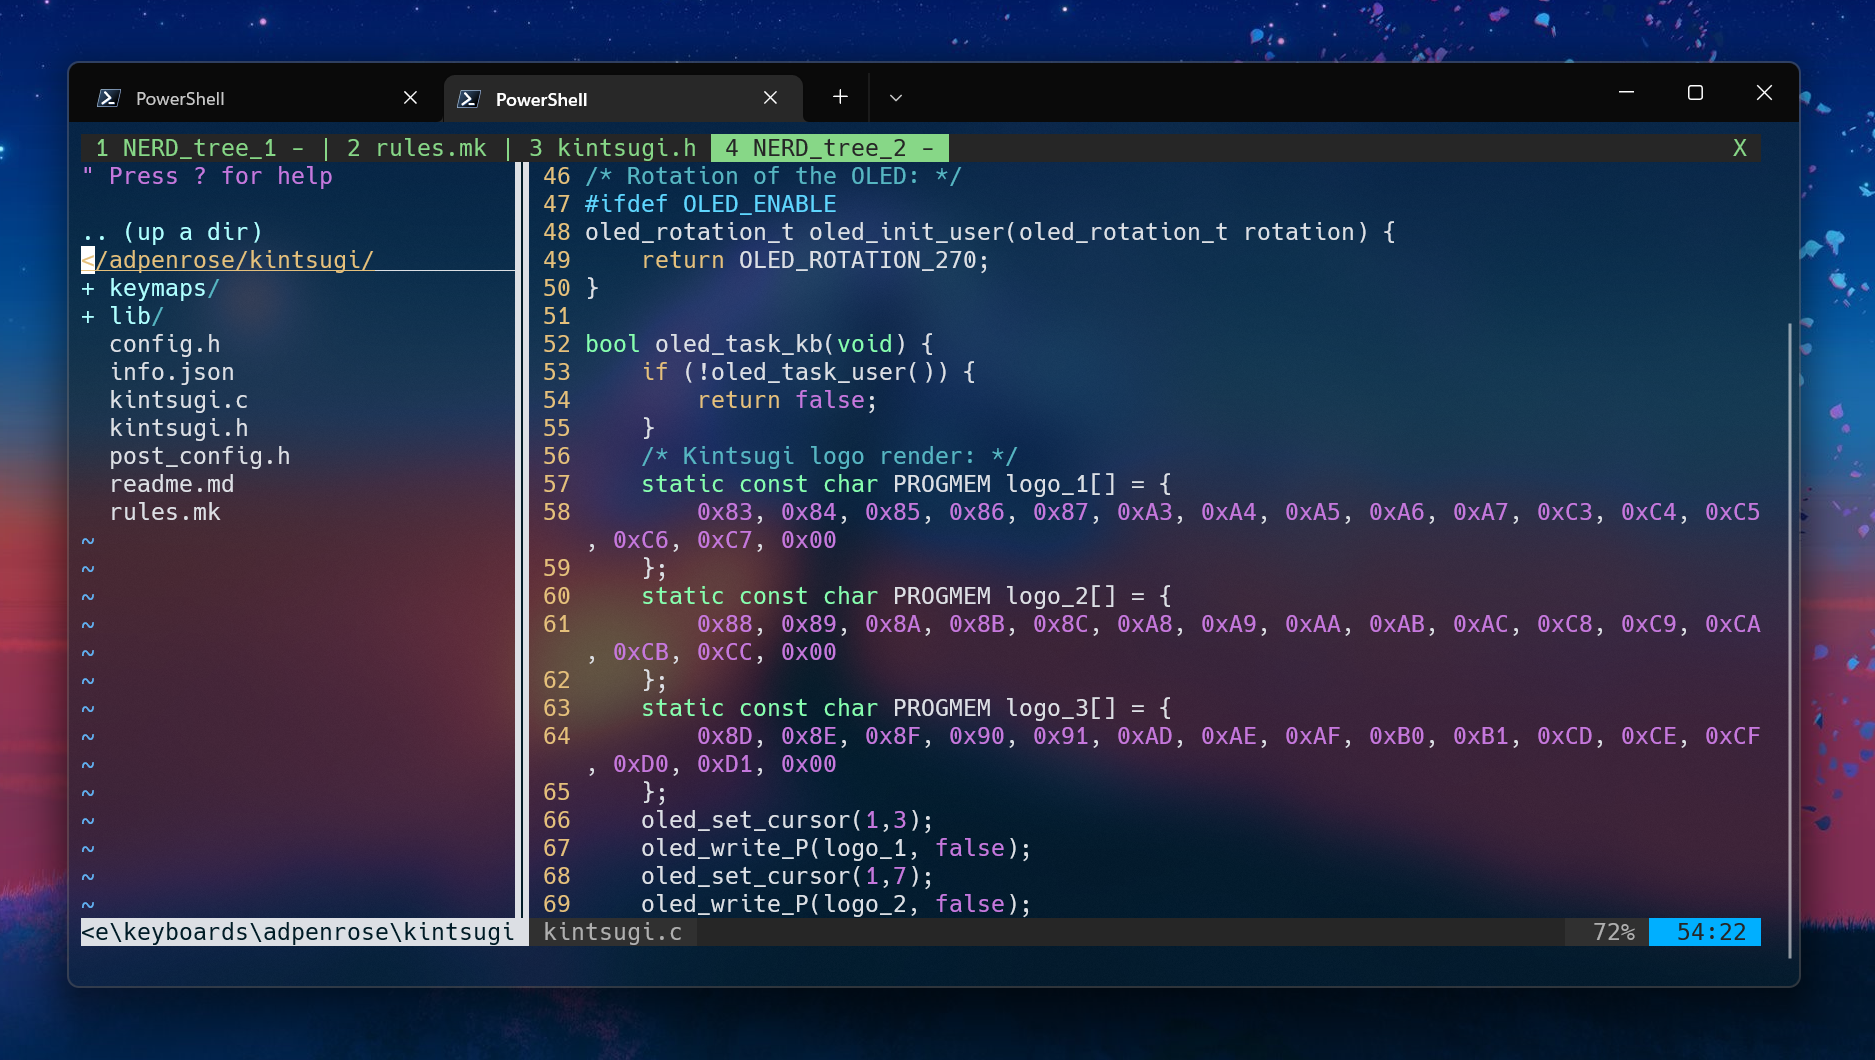 PowerShell
PowerShell
1 NERD_tree_1 - | 2 rules.mk | 3 kintsugi.h 4 NERD_tree_2 - X
" Press ? for help
.. (up a dir)
</adpenrose/kintsugi/
+ keymaps/
+ lib/
config.h
info.json
kintsugi.c
kintsugi.h
post_config.h
readme.md
rules.mk
~
~
~
~
~
~
~
~
~
~
~
~
~
~
<e\keyboards\adpenrose\kintsugi
46 /* Rotation of the OLED: */
47 #ifdef OLED_ENABLE
48 oled_rotation_t oled_init_user(oled_rotation_t rotation) {
49     return OLED_ROTATION_270;
50 }
51
52 bool oled_task_kb(void) {
53     if (!oled_task_user()) {
54         return false;
55     }
56     /* Kintsugi logo render: */
57     static const char PROGMEM logo_1[] = {
58         0x83, 0x84, 0x85, 0x86, 0x87, 0xA3, 0xA4, 0xA5, 0xA6, 0xA7, 0xC3, 0xC4, 0xC5
, 0xC6, 0xC7, 0x00
59     };
60     static const char PROGMEM logo_2[] = {
61         0x88, 0x89, 0x8A, 0x8B, 0x8C, 0xA8, 0xA9, 0xAA, 0xAB, 0xAC, 0xC8, 0xC9, 0xCA
, 0xCB, 0xCC, 0x00
62     };
63     static const char PROGMEM logo_3[] = {
64         0x8D, 0x8E, 0x8F, 0x90, 0x91, 0xAD, 0xAE, 0xAF, 0xB0, 0xB1, 0xCD, 0xCE, 0xCF
, 0xD0, 0xD1, 0x00
65     };
66     oled_set_cursor(1,3);
67     oled_write_P(logo_1, false);
68     oled_set_cursor(1,7);
69     oled_write_P(logo_2, false);
kintsugi.c 72% 54:22